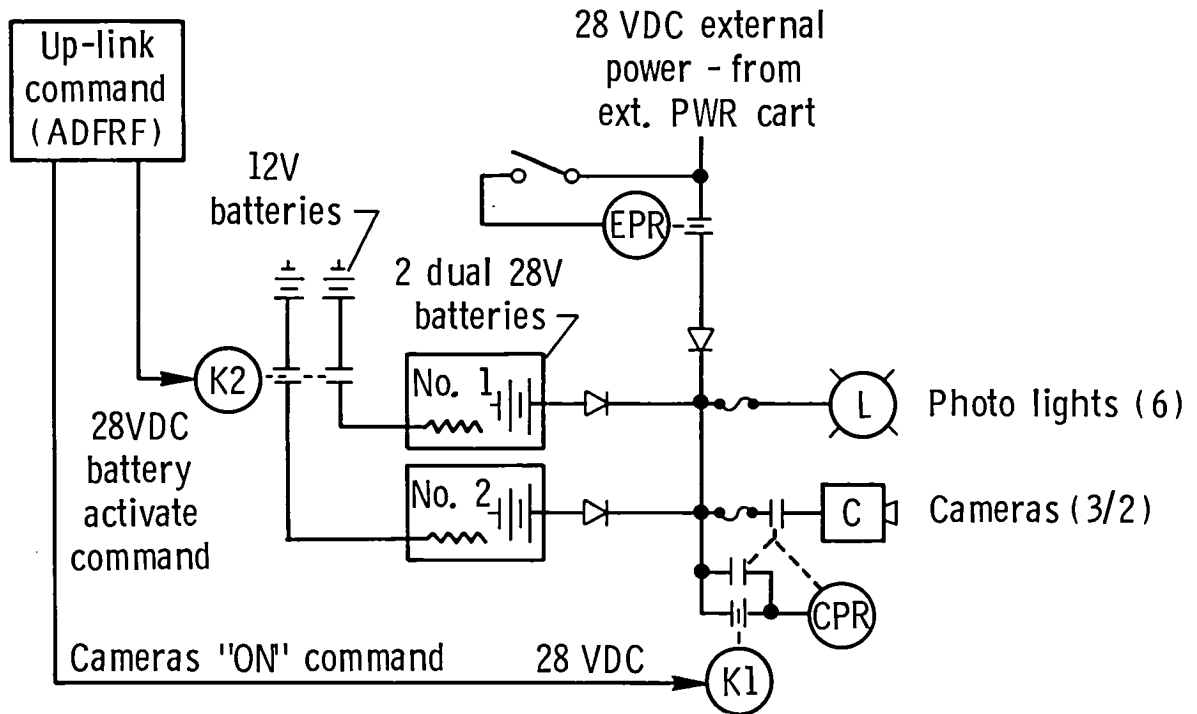 Up-link
command
(ADFRF)
28 VDC external
power - from
ext. PWR cart
12V
batteries
EPR
2 dual 28V
batteries
K2
No. 1
L
Photo lights (6)
28VDC
battery
activate
command
No. 2
C
Cameras (3/2)
CPR
Cameras "ON" command
28 VDC
K1